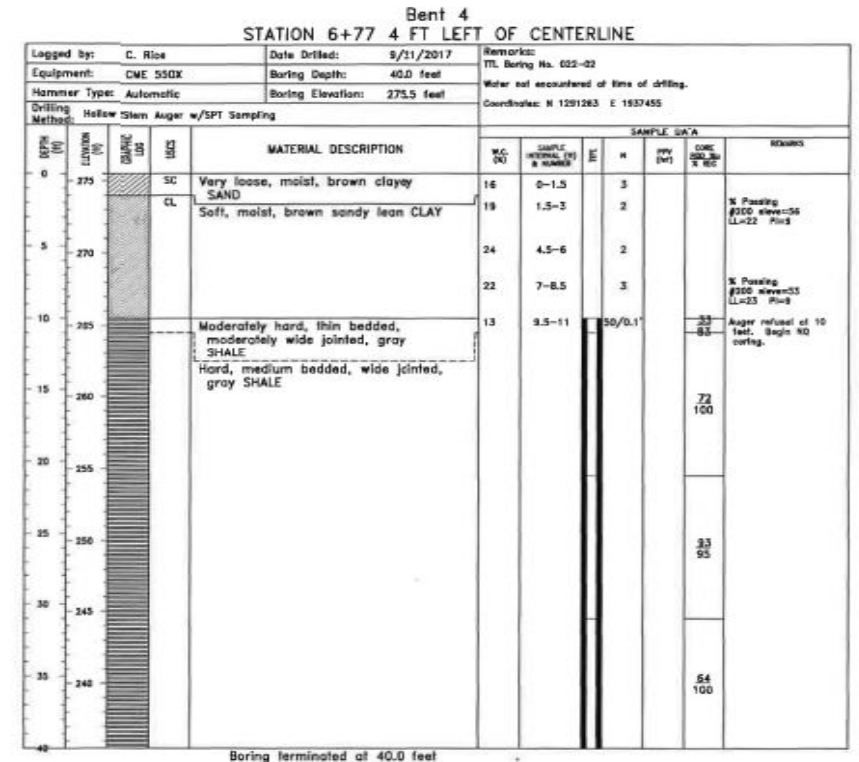 Bent 4
STATION 6+77 4 FT LEFT OF CENTERLINE
Logged by: C. Rice Date Drilled: 9/21/2017 Remarks:
TTL Boring No. 022-02
Equipment: CME 550X Boring Depth: 40.0 feet
Water not encountered at time of drilling.
Hammer Type: Automatic Boring Elevation: 275.5 feet
Coordinates: N 1291283 E 1937455
Drilling Method: Hollow Stem Auger w/SPT Sampling
SAMPLE DATA
DEPTH (ft) ELEVATION (ft) GRAPHIC LOG USCS MATERIAL DESCRIPTION W.C. (%) SAMPLE INTERVAL (ft) & NUMBER N PPV (tsf) CORE RQD % % REC REMARKS
0 275 SC Very loose, moist, brown clayey SAND 16 0-1.5 3
CL Soft, moist, brown sandy lean CLAY 19 1.5-3 2 % Passing
#200 sieve=56
LL=22
5 270 24 4.5-6 2
22 7-8.5 3 % Passing
#200 sieve=53
LL=23
10 265 Moderately hard, thin bedded, 13 9.5-11 50/0.1' 33 Auger refusal at 10
moderately wide jointed, gray 83 feet. Begin NQ
SHALE coring.
Hard, medium bedded, wide jointed,
gray SHALE
15 260 72
100
20 255
25 250 93
95
30 245
35 240 64
100
40
Boring terminated at 40.0 feet